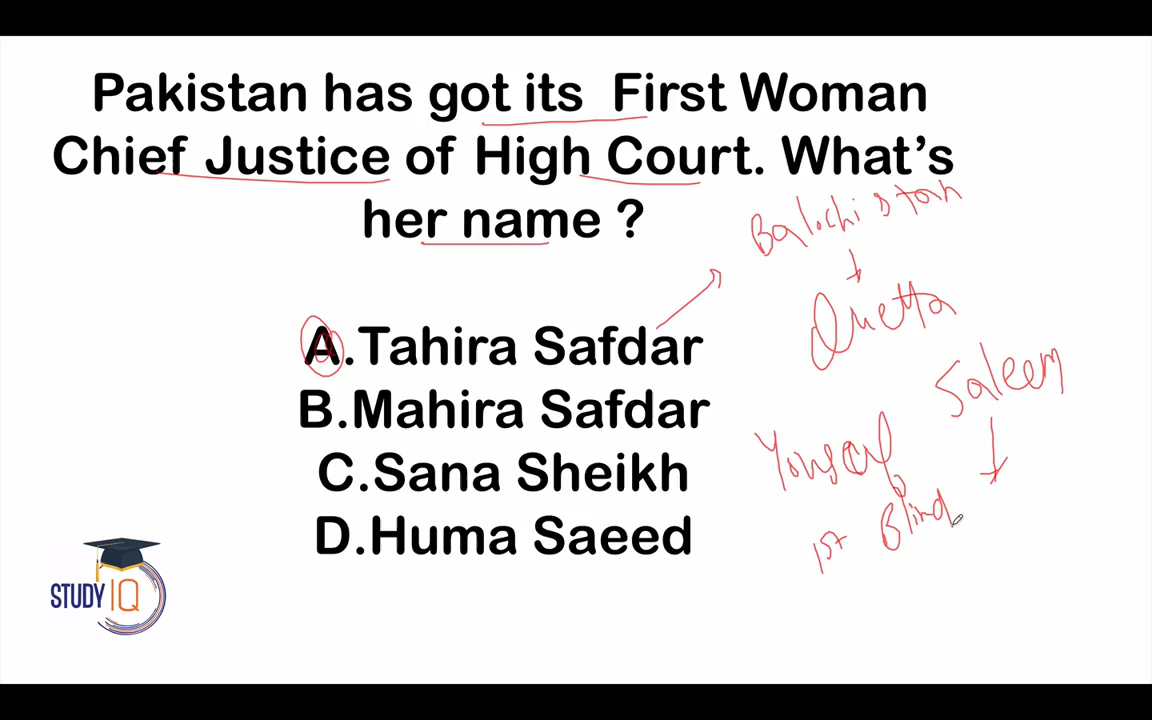 Pakistan has got its First Woman
Chief Justice of High Court. What's
her name ?
Balochistan
Quetta
A.Tahira Safdar
B.Mahira Safdar
C.Sana Sheikh
D.Huma Saeed
Saleem
Yousaf
1st Blind
STUDY IQ